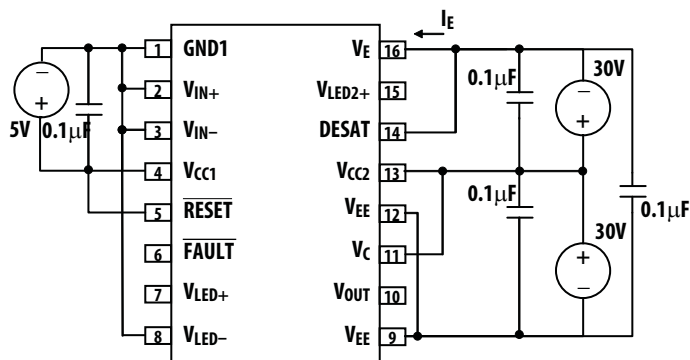 I_E
1 GND1 V_E 16
2 V_IN+ V_LED2+ 15
3 V_IN− DESAT 14
4 V_CC1 V_CC2 13
5 R̅E̅S̅E̅T̅ V_EE 12
6 F̅A̅U̅L̅T̅ V_C 11
7 V_LED+ V_OUT 10
8 V_LED− V_EE 9
− +
5V
0.1μF
0.1μF
30V
− +
0.1μF
0.1μF
30V
+ −